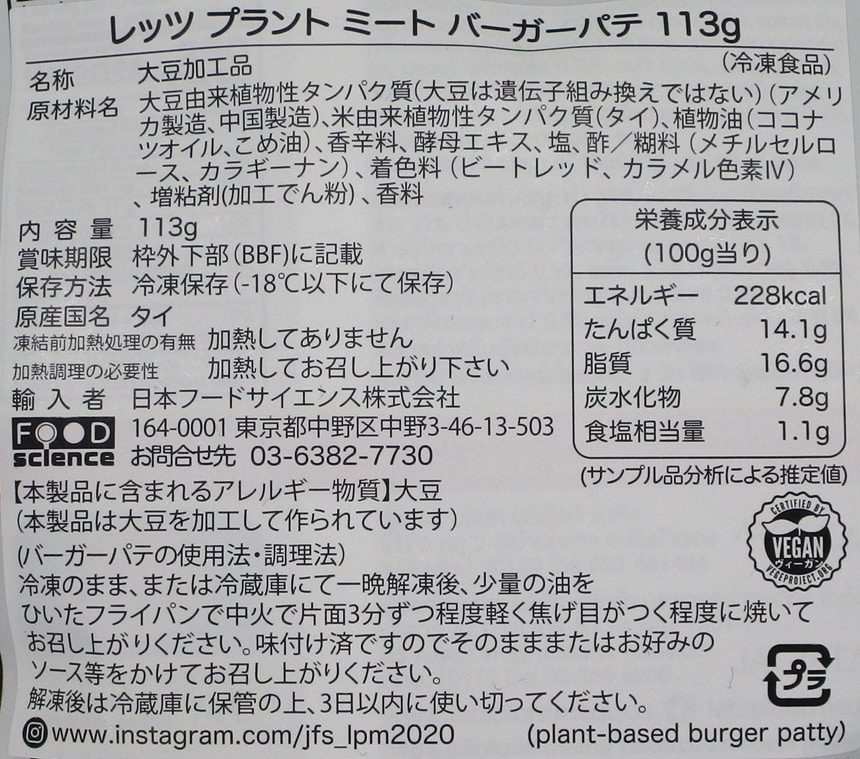 レッツ プラント ミート バーガーパテ 113g
(冷凍食品)
名称 大豆加工品
原材料名 大豆由来植物性タンパク質(大豆は遺伝子組み換えではない)(アメリ
カ製造、中国製造)、米由来植物性タンパク質(タイ)、植物油(ココナ
ツオイル、こめ油)、香辛料、酵母エキス、塩、酢／糊料(メチルセルロ
ース、カラギーナン)、着色料(ビートレッド、カラメル色素Ⅳ)
、増粘剤(加工でん粉)、香料
内容量 113g
賞味期限 枠外下部(BBF)に記載
保存方法 冷凍保存(-18℃以下にて保存)
原産国名 タイ
凍結前加熱処理の有無 加熱してありません
加熱調理の必要性 加熱してお召し上がり下さい
輸入者 日本フードサイエンス株式会社
FOOD science
164-0001 東京都中野区中野3-46-13-503
お問合せ先 03-6382-7730
栄養成分表示
(100g当り)
エネルギー 228kcal
たんぱく質 14.1g
脂質 16.6g
炭水化物 7.8g
食塩相当量 1.1g
(サンプル品分析による推定値)
【本製品に含まれるアレルギー物質】大豆
(本製品は大豆を加工して作られています)
(バーガーパテの使用法・調理法)
冷凍のまま、または冷蔵庫にて一晩解凍後、少量の油を
ひいたフライパンで中火で片面3分ずつ程度軽く焦げ目がつく程度に焼いて
お召し上がりください。味付け済ですのでそのまままたはお好みの
ソース等をかけてお召し上がりください。
解凍後は冷蔵庫に保管の上、3日以内に使い切ってください。
CERTIFIED BY
VEGAN
ヴィーガン
VEGEPROJECT.ORG
プラ
www.instagram.com/jfs_lpm2020
(plant-based burger patty)